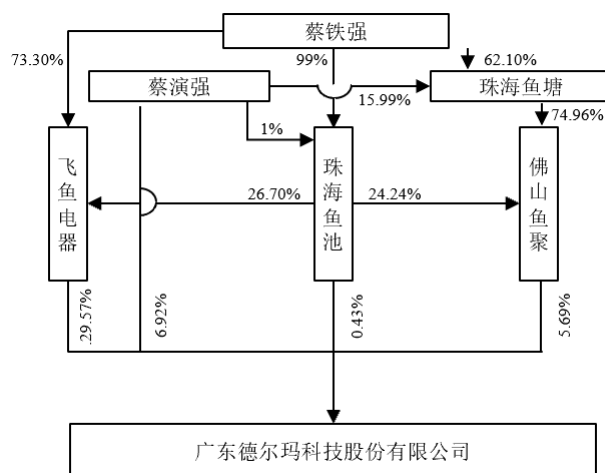 蔡铁强
73.30%
99%
62.10%
蔡演强
15.99%
珠海鱼塘
74.96%
1%
飞鱼电器
26.70%
珠海鱼池
24.24%
佛山鱼聚
29.57%
6.92%
0.43%
5.69%
广东德尔玛科技股份有限公司